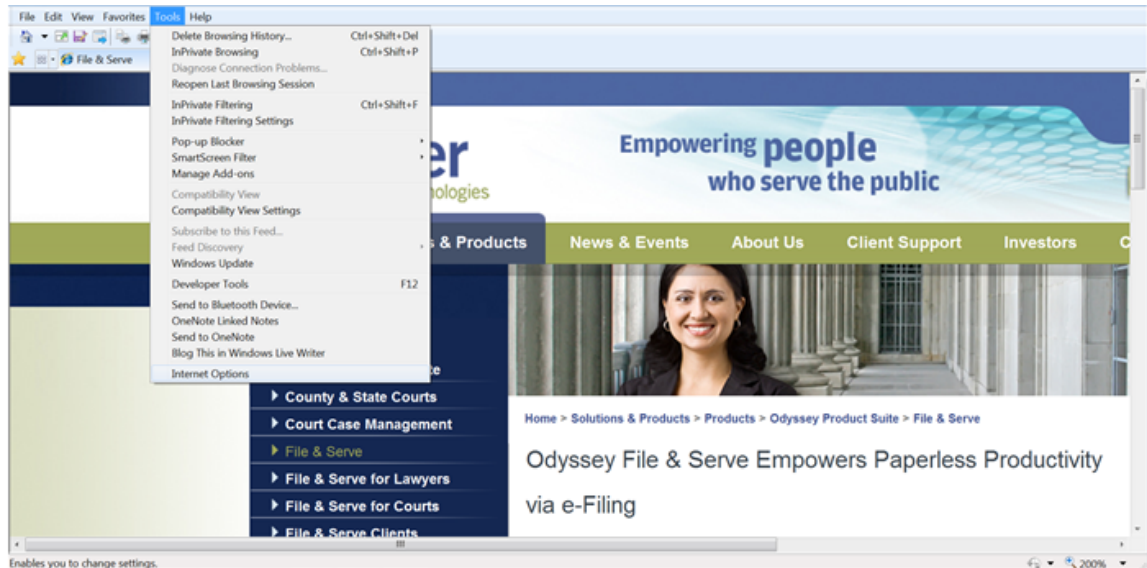 File Edit View Favorites Tools Help
File & Serve
Delete Browsing History... Ctrl+Shift+Del
InPrivate Browsing Ctrl+Shift+P
Diagnose Connection Problems...
Reopen Last Browsing Session
InPrivate Filtering Ctrl+Shift+F
InPrivate Filtering Settings
Pop-up Blocker
SmartScreen Filter
Manage Add-ons
Compatibility View
Compatibility View Settings
Subscribe to this Feed...
Feed Discovery
Windows Update
Developer Tools F12
Send to Bluetooth Device...
OneNote Linked Notes
Send to OneNote
Blog This in Windows Live Writer
Internet Options
er
nologies
Empowering people
who serve the public
s & Products News & Events About Us Client Support Investors C
te
County & State Courts
Court Case Management
File & Serve
File & Serve for Lawyers
File & Serve for Courts
File & Serve Clients
Home > Solutions & Products > Products > Odyssey Product Suite > File & Serve
Odyssey File & Serve Empowers Paperless Productivity
via e-Filing
Enables you to change settings.
200%